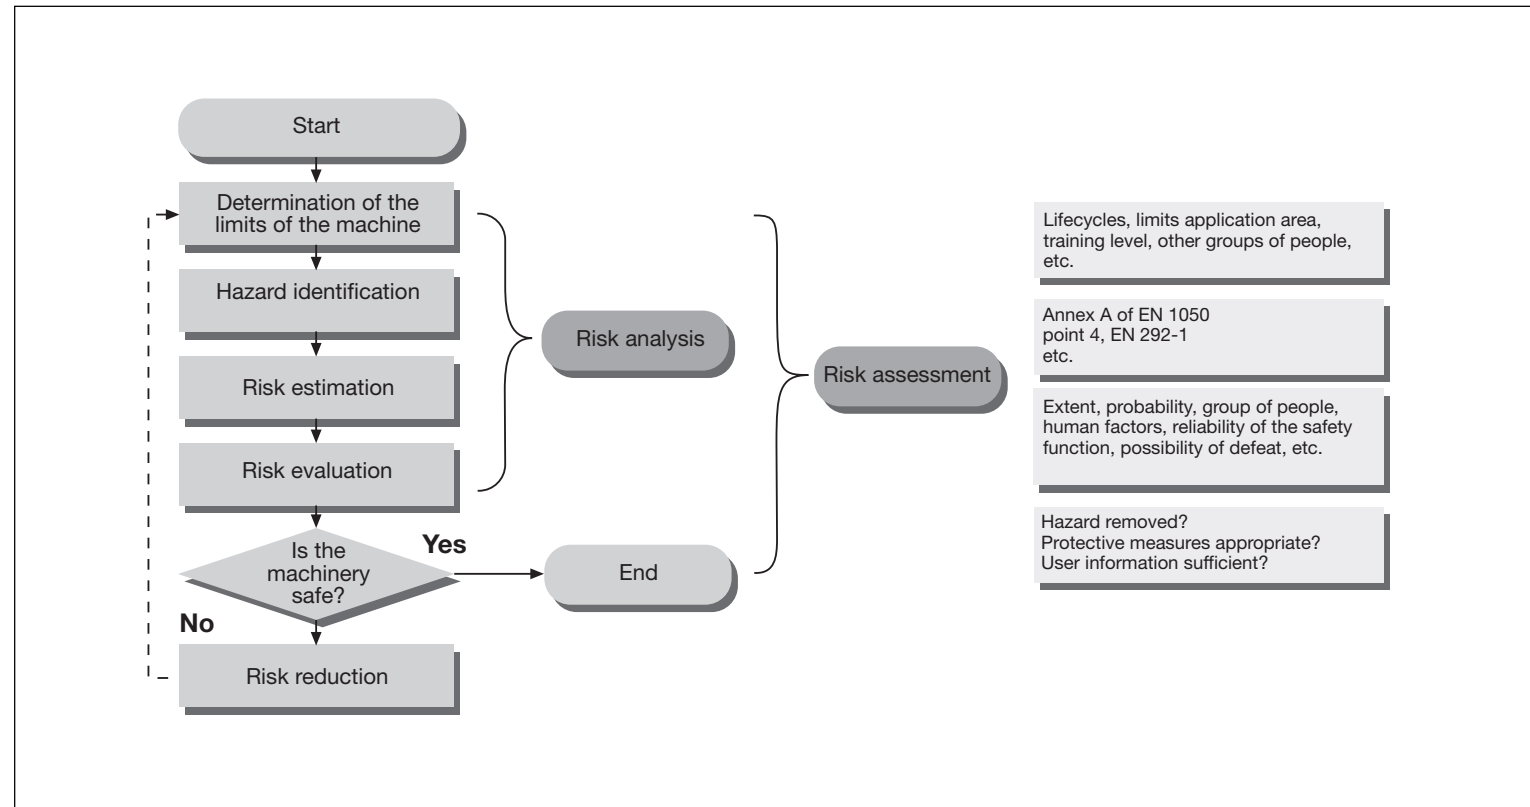 Start
Determination of the
limits of the machine
Hazard identification
Risk estimation
Risk evaluation
Is the
machinery
safe?
Yes
No
End
Risk reduction
Risk analysis
Risk assessment
Lifecycles, limits application area,
training level, other groups of people,
etc.
Annex A of EN 1050
point 4, EN 292-1
etc.
Extent, probability, group of people,
human factors, reliability of the safety
function, possibility of defeat, etc.
Hazard removed?
Protective measures appropriate?
User information sufficient?